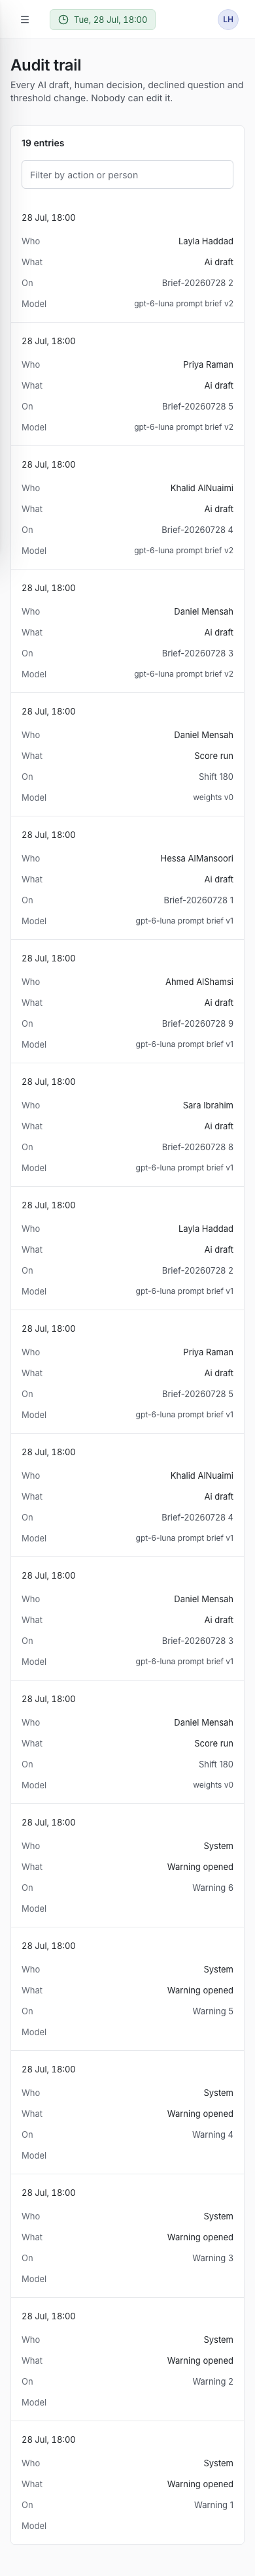 Tue, 28 Jul, 18:00
LH
Audit trail
Every AI draft, human decision, declined question and
threshold change. Nobody can edit it.
19 entries
Filter by action or person
28 Jul, 18:00
Who Layla Haddad
What Ai draft
On Brief-20260728 2
Model gpt-6-luna prompt brief v2
28 Jul, 18:00
Who Priya Raman
What Ai draft
On Brief-20260728 5
Model gpt-6-luna prompt brief v2
28 Jul, 18:00
Who Khalid AlNuaimi
What Ai draft
On Brief-20260728 4
Model gpt-6-luna prompt brief v2
28 Jul, 18:00
Who Daniel Mensah
What Ai draft
On Brief-20260728 3
Model gpt-6-luna prompt brief v2
28 Jul, 18:00
Who Daniel Mensah
What Score run
On Shift 180
Model weights v0
28 Jul, 18:00
Who Hessa AlMansoori
What Ai draft
On Brief-20260728 1
Model gpt-6-luna prompt brief v1
28 Jul, 18:00
Who Ahmed AlShamsi
What Ai draft
On Brief-20260728 9
Model gpt-6-luna prompt brief v1
28 Jul, 18:00
Who Sara Ibrahim
What Ai draft
On Brief-20260728 8
Model gpt-6-luna prompt brief v1
28 Jul, 18:00
Who Layla Haddad
What Ai draft
On Brief-20260728 2
Model gpt-6-luna prompt brief v1
28 Jul, 18:00
Who Priya Raman
What Ai draft
On Brief-20260728 5
Model gpt-6-luna prompt brief v1
28 Jul, 18:00
Who Khalid AlNuaimi
What Ai draft
On Brief-20260728 4
Model gpt-6-luna prompt brief v1
28 Jul, 18:00
Who Daniel Mensah
What Ai draft
On Brief-20260728 3
Model gpt-6-luna prompt brief v1
28 Jul, 18:00
Who Daniel Mensah
What Score run
On Shift 180
Model weights v0
28 Jul, 18:00
Who System
What Warning opened
On Warning 6
Model
28 Jul, 18:00
Who System
What Warning opened
On Warning 5
Model
28 Jul, 18:00
Who System
What Warning opened
On Warning 4
Model
28 Jul, 18:00
Who System
What Warning opened
On Warning 3
Model
28 Jul, 18:00
Who System
What Warning opened
On Warning 2
Model
28 Jul, 18:00
Who System
What Warning opened
On Warning 1
Model